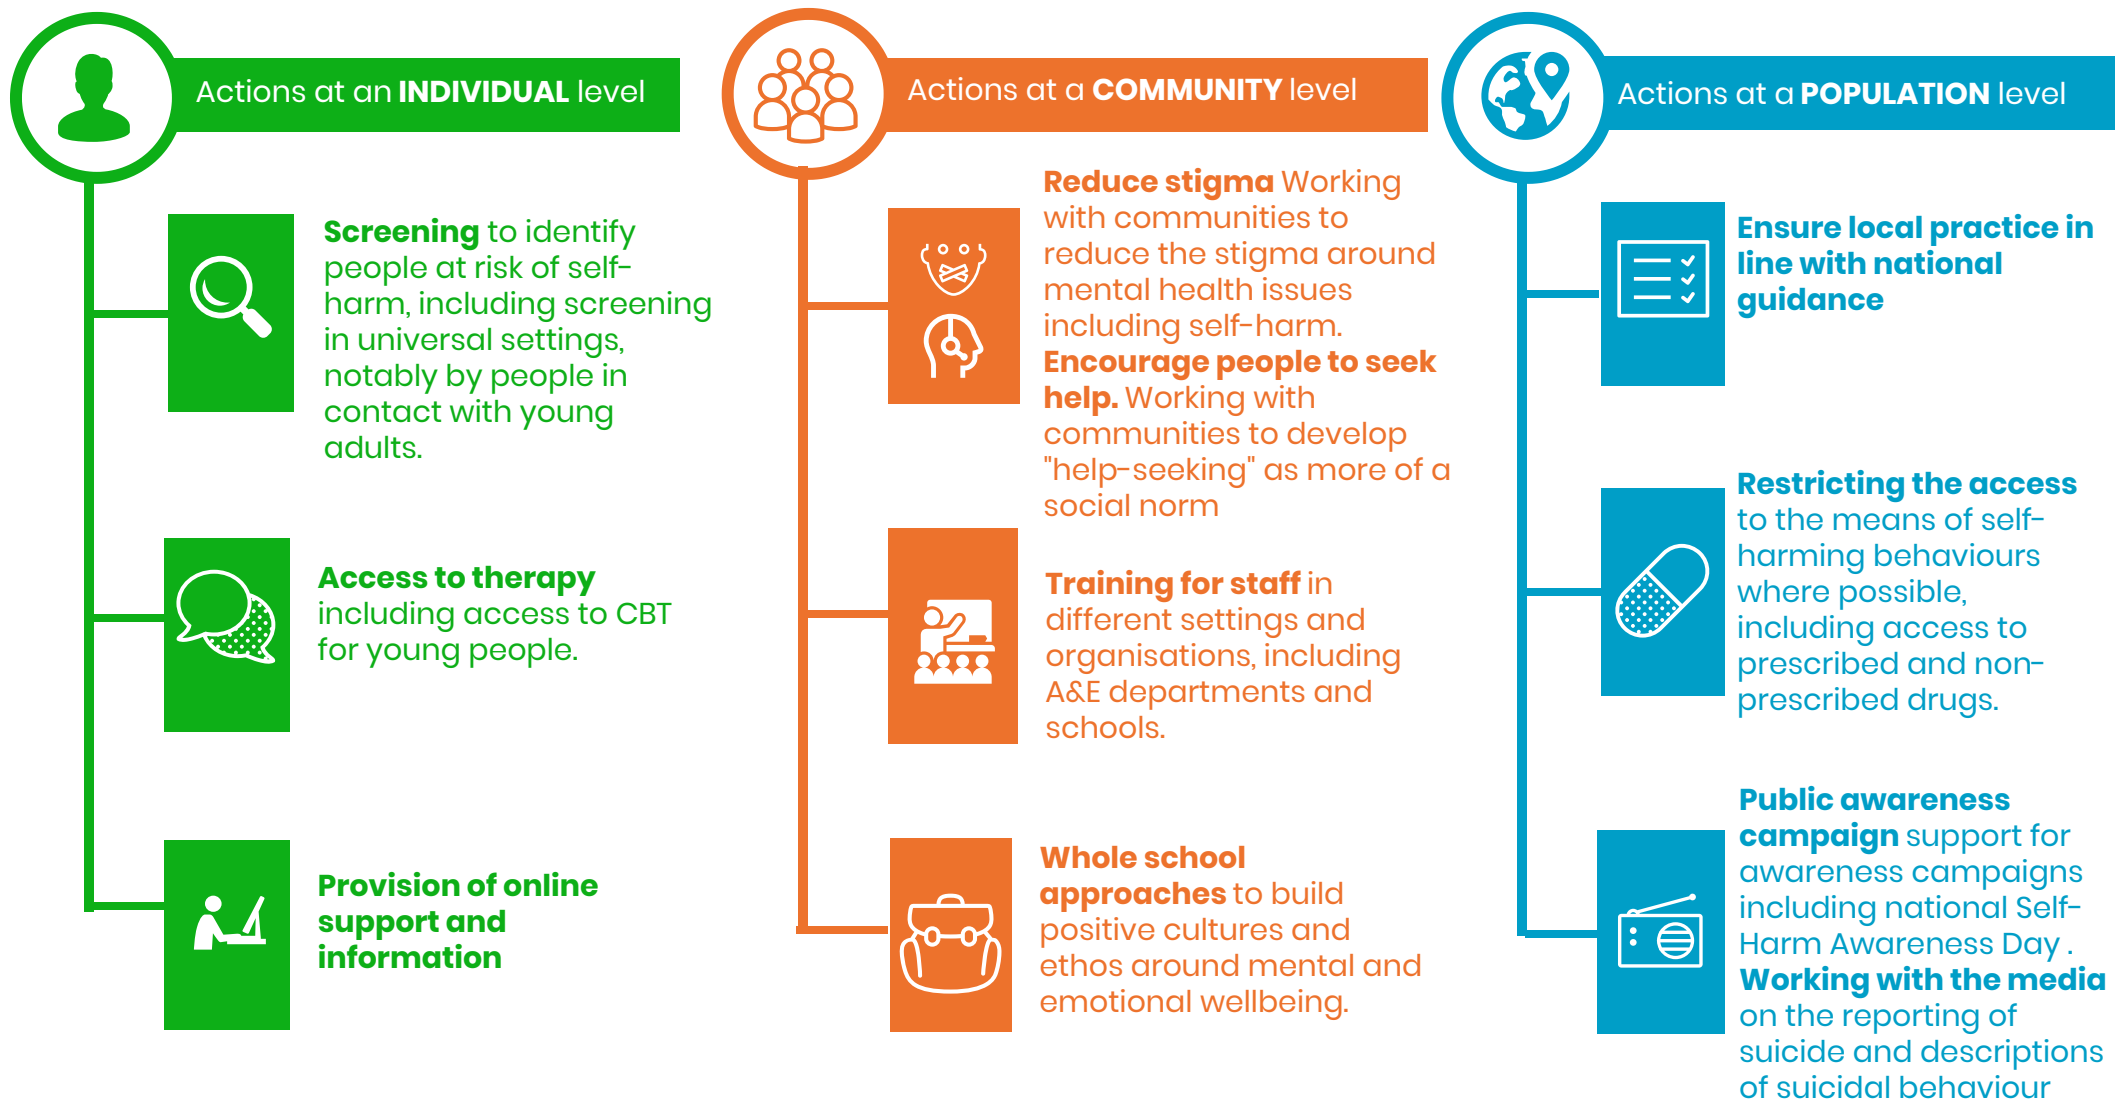 Actions at an INDIVIDUAL level
Screening to identify
people at risk of self-
harm, including screening
in universal settings,
notably by people in
contact with young
adults.
Access to therapy
including access to CBT
for young people.
Provision of online
support and
information
Actions at a COMMUNITY level
Reduce stigma Working
with communities to
reduce the stigma around
mental health issues
including self-harm.
Encourage people to seek
help. Working with
communities to develop
"help-seeking" as more of a
social norm
Training for staff in
different settings and
organisations, including
A&E departments and
schools.
Whole school
approaches to build
positive cultures and
ethos around mental and
emotional wellbeing.
Actions at a POPULATION level
Ensure local practice in
line with national
guidance
Restricting the access
to the means of self-
harming behaviours
where possible,
including access to
prescribed and non-
prescribed drugs.
Public awareness
campaign support for
awareness campaigns
including national Self-
Harm Awareness Day .
Working with the media
on the reporting of
suicide and descriptions
of suicidal behaviour